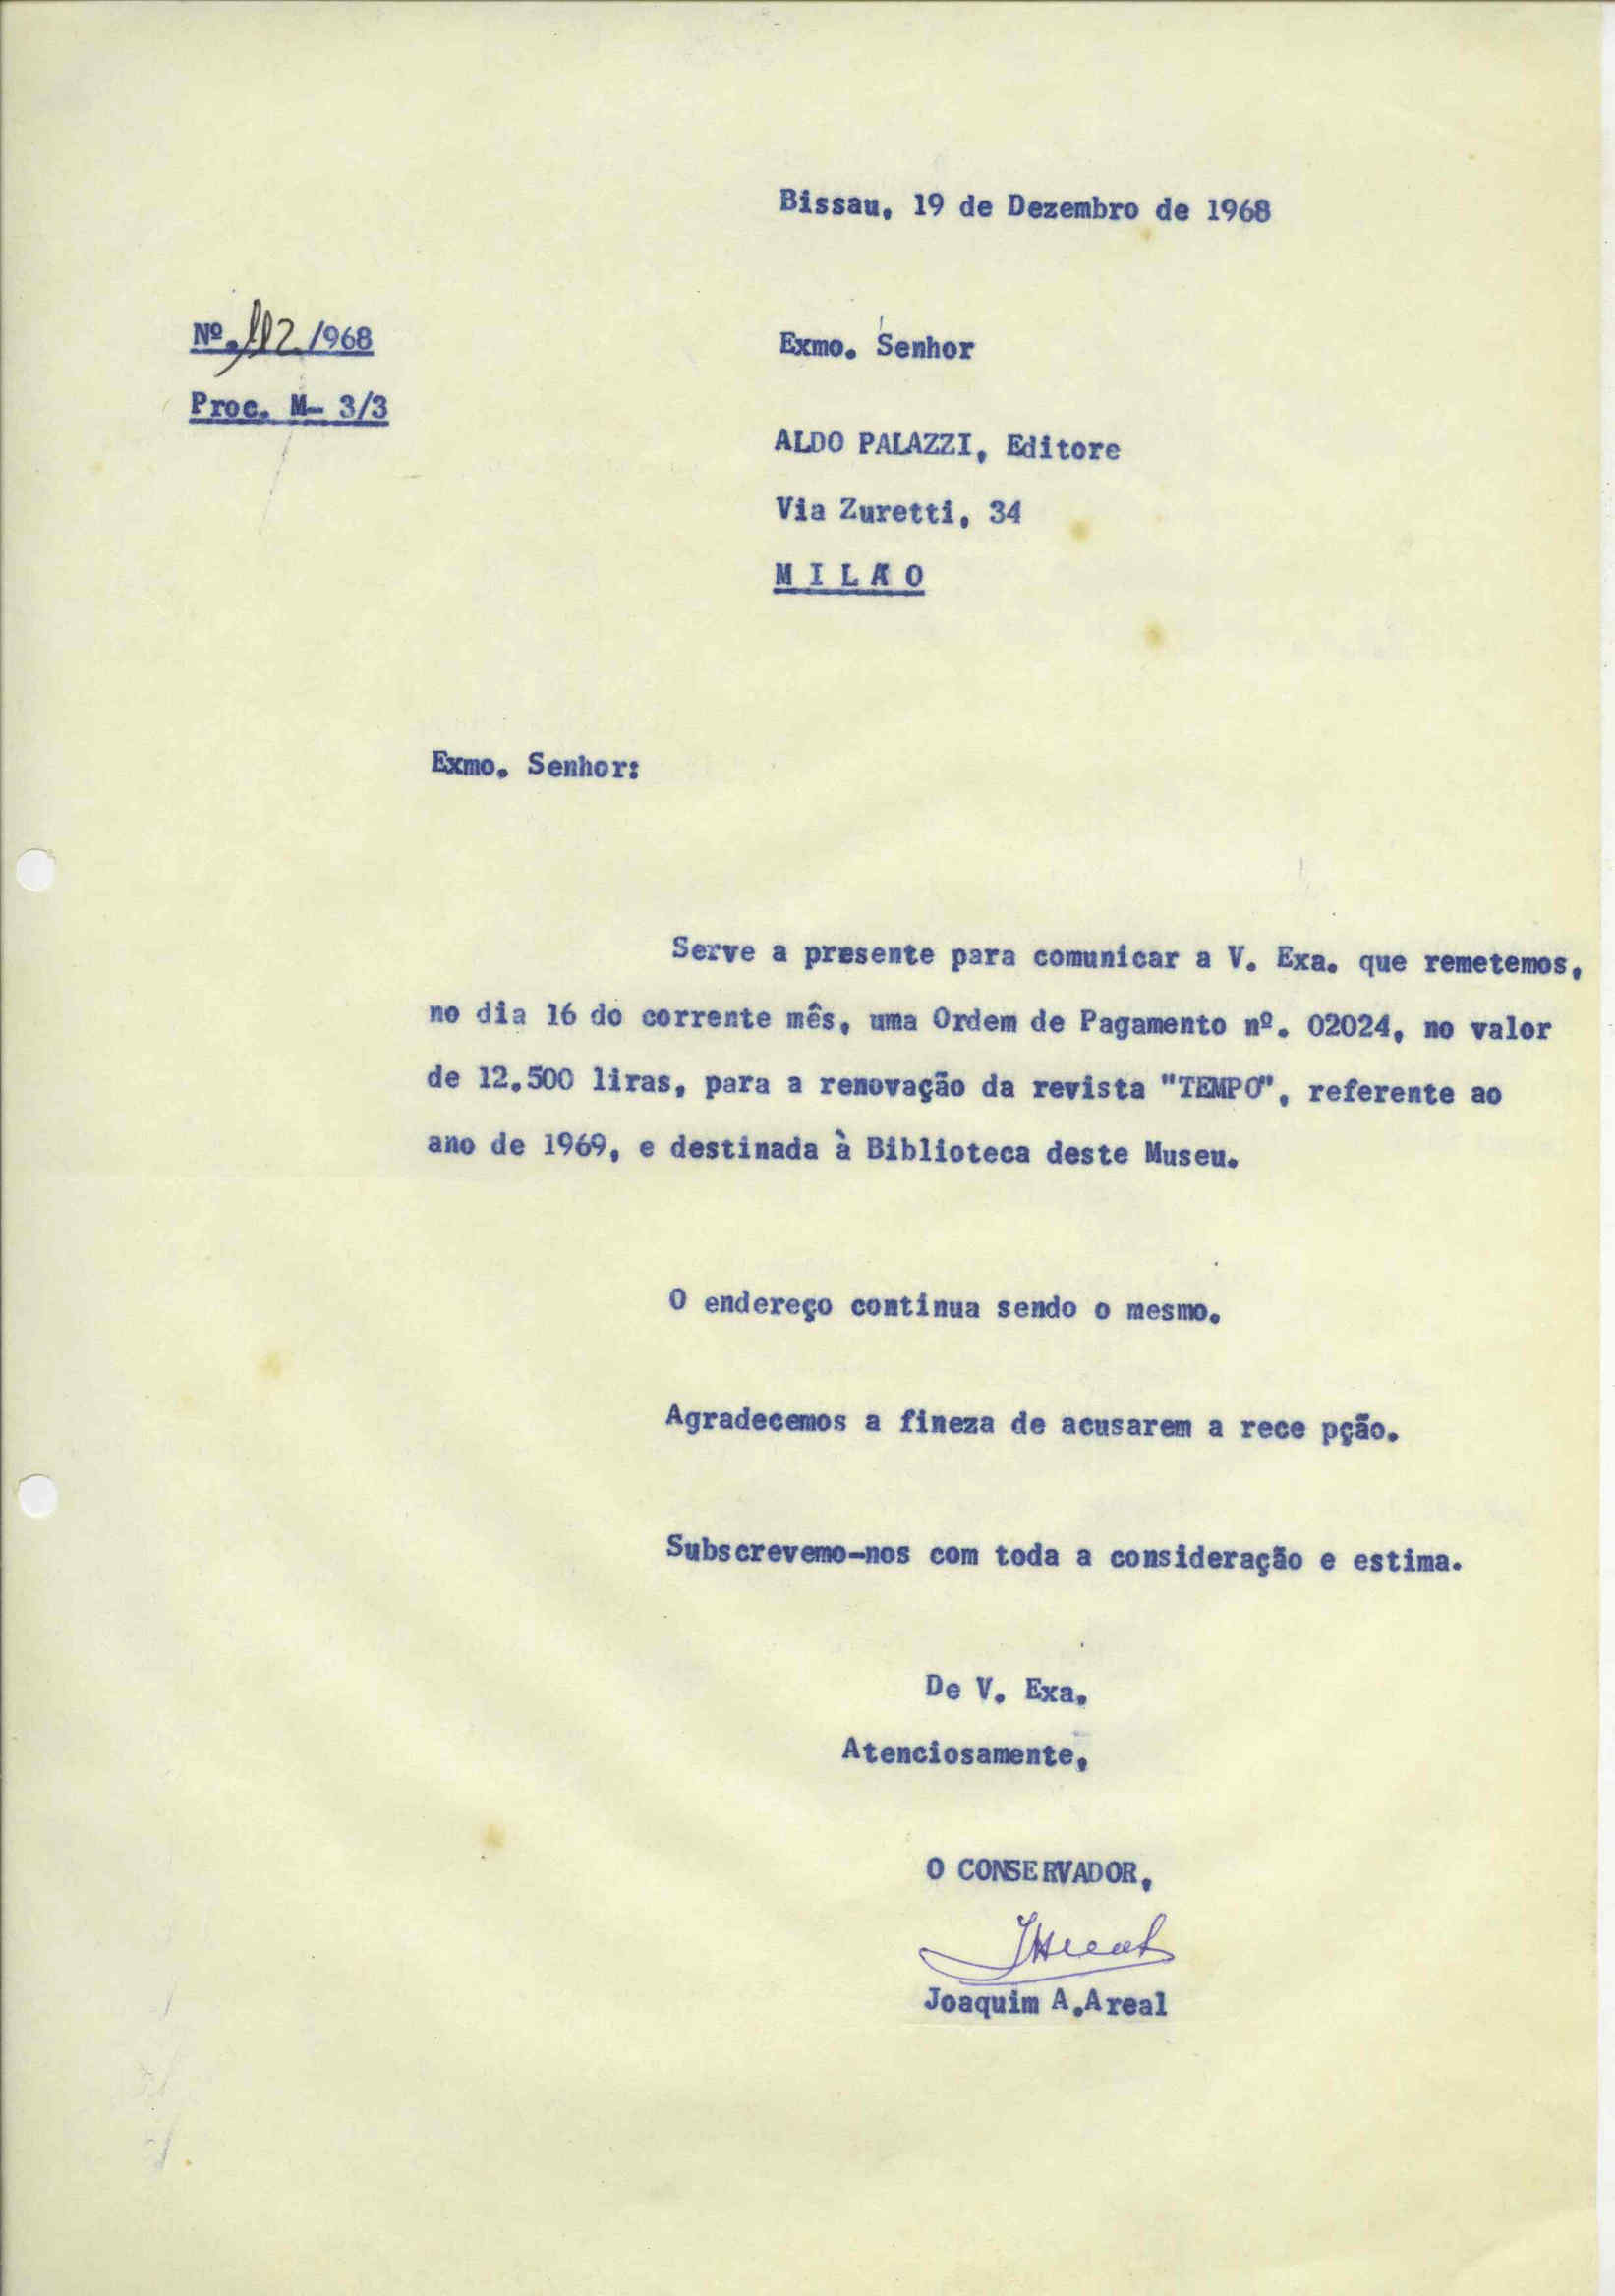 Bissau, 19 de Dezembro de 1968
Nº. 112/968
Exmo. Senhor
Proc. M- 3/3
ALDO PALAZZI, Editore
Via Zuretti, 34
M I L Ã O
Exmo. Senhor:
Serve a presente para comunicar a V. Exa. que remetemos,
no dia 16 do corrente mês, uma Ordem de Pagamento nº. 02024, no valor
de 12.500 liras, para a renovação da revista "TEMPO", referente ao
ano de 1969, e destinada à Biblioteca deste Museu.
O endereço continua sendo o mesmo.
Agradecemos a fineza de acusarem a rece pção.
Subscrevemo-nos com toda a consideração e estima.
De V. Exa.
Atenciosamente,
O CONSERVADOR,
Joaquim A.Areal